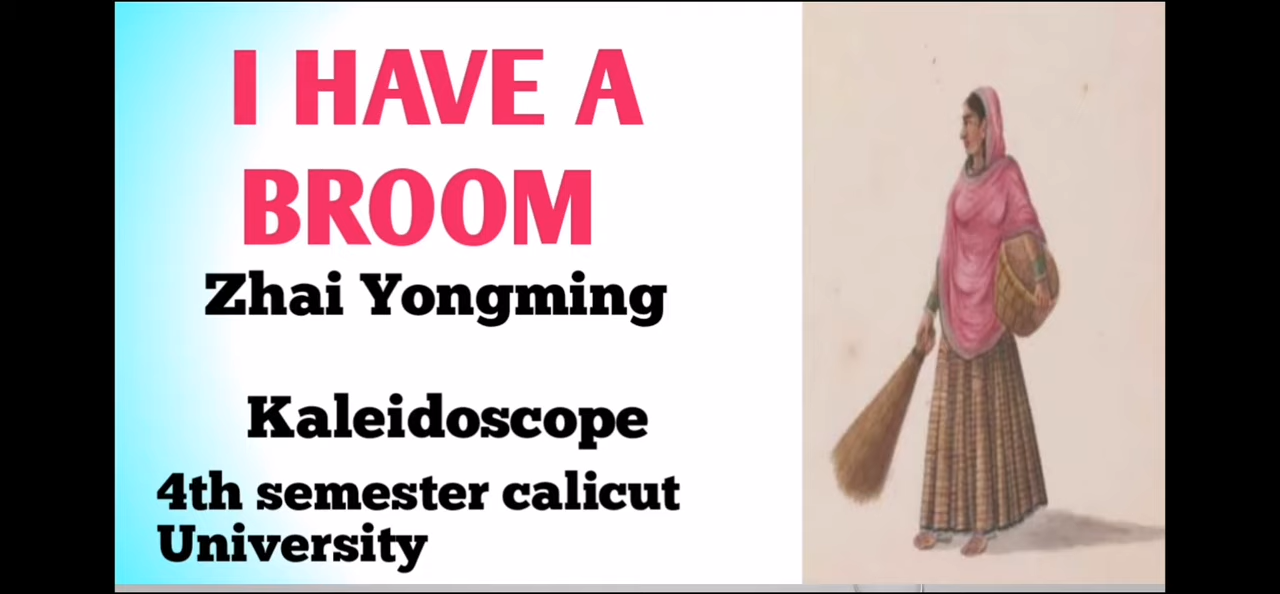 I HAVE A
BROOM
Zhai Yongming
Kaleidoscope
4th semester calicut
University